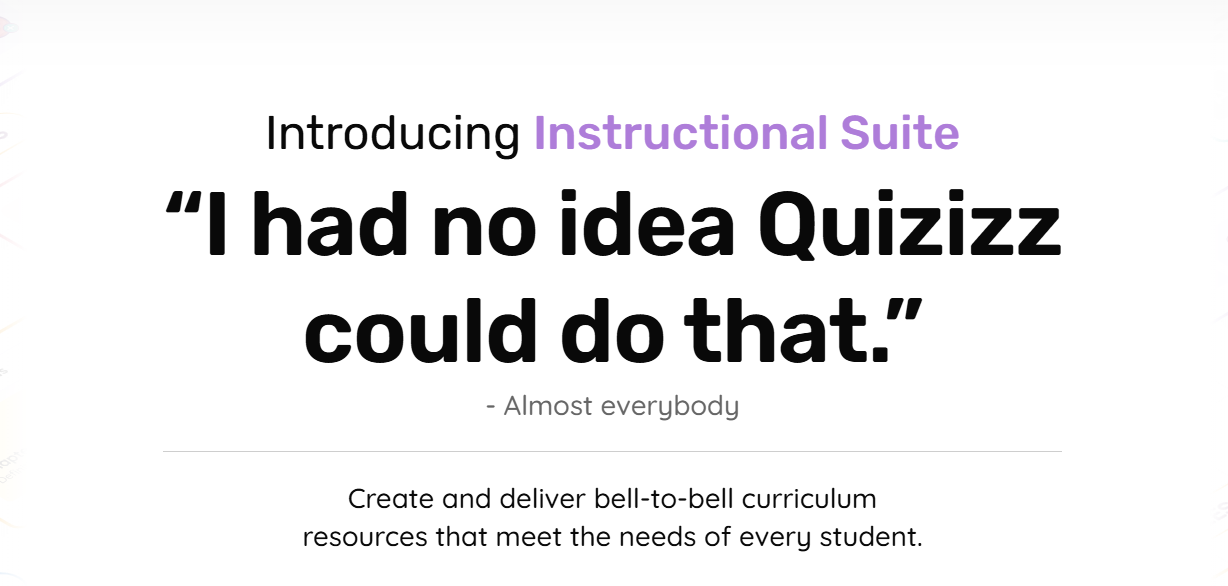 Introducing Instructional Suite
“I had no idea Quizizz
could do that.”
- Almost everybody
Create and deliver bell-to-bell curriculum
resources that meet the needs of every student.